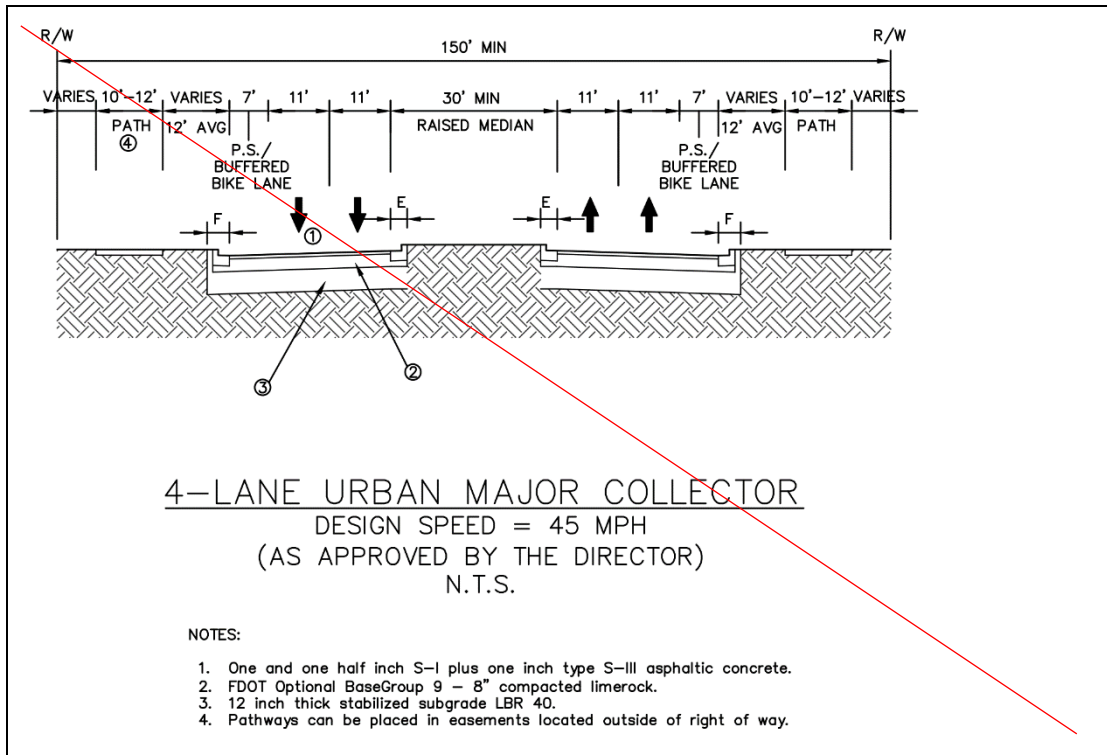 R/W R/W
150' MIN
VARIES 10'-12' VARIES 7' 11' 11' 30' MIN 11' 11' 7' VARIES 10'-12' VARIES
PATH 12' AVG RAISED MEDIAN 12' AVG PATH
④
P.S./ P.S./
BUFFERED BUFFERED
BIKE LANE BIKE LANE
F E E F
①
③ ②
4-LANE URBAN MAJOR COLLECTOR
DESIGN SPEED = 45 MPH
(AS APPROVED BY THE DIRECTOR)
N.T.S.
NOTES:
1. One and one half inch S-I plus one inch type S-III asphaltic concrete.
2. FDOT Optional BaseGroup 9 - 8" compacted limerock.
3. 12 inch thick stabilized subgrade LBR 40.
4. Pathways can be placed in easements located outside of right of way.